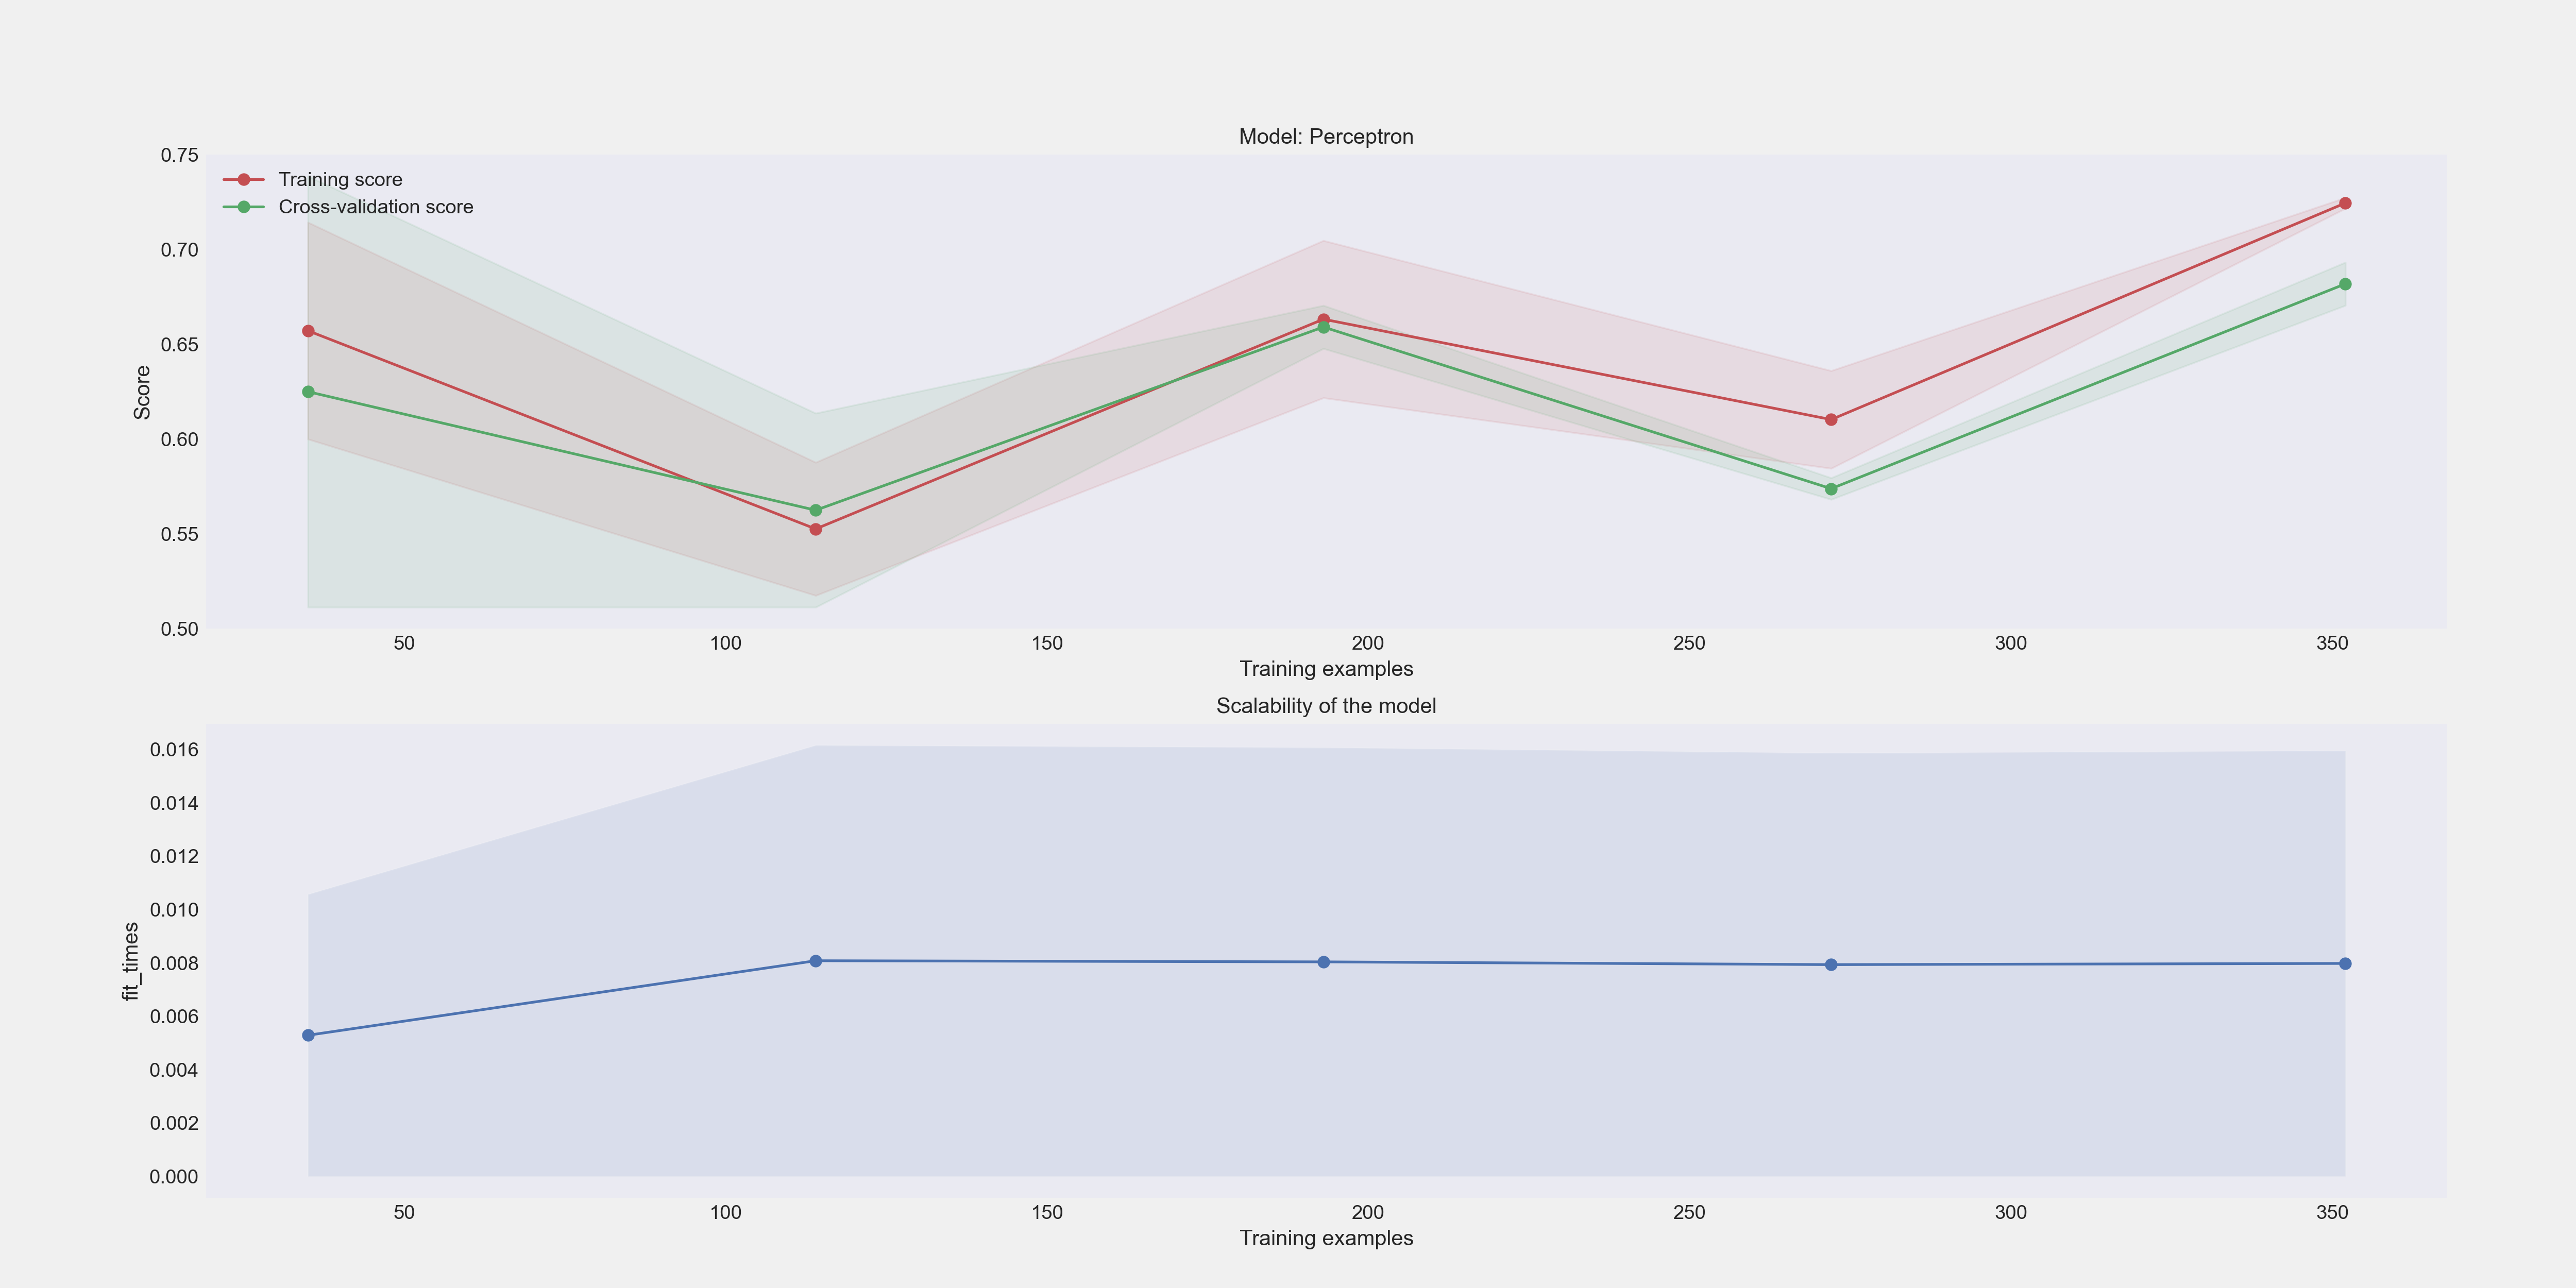 Model: Perceptron
0.75
0.70
0.65
0.60
0.55
0.50
Score
Training score
Cross-validation score
50 100 150 200 250 300 350
Training examples
Scalability of the model
0.016
0.014
0.012
0.010
0.008
0.006
0.004
0.002
0.000
fit_times
50 100 150 200 250 300 350
Training examples